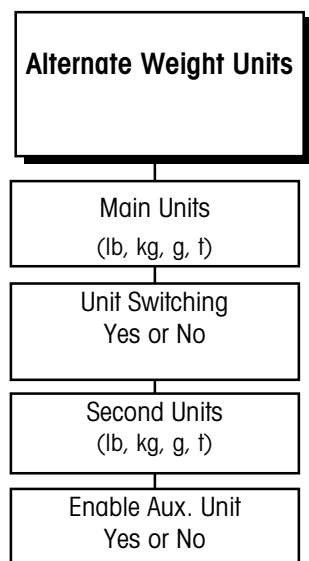 Alternate Weight Units
Main Units
(lb, kg, g, t)
Unit Switching
Yes or No
Second Units
(lb, kg, g, t)
Enable Aux. Unit
Yes or No